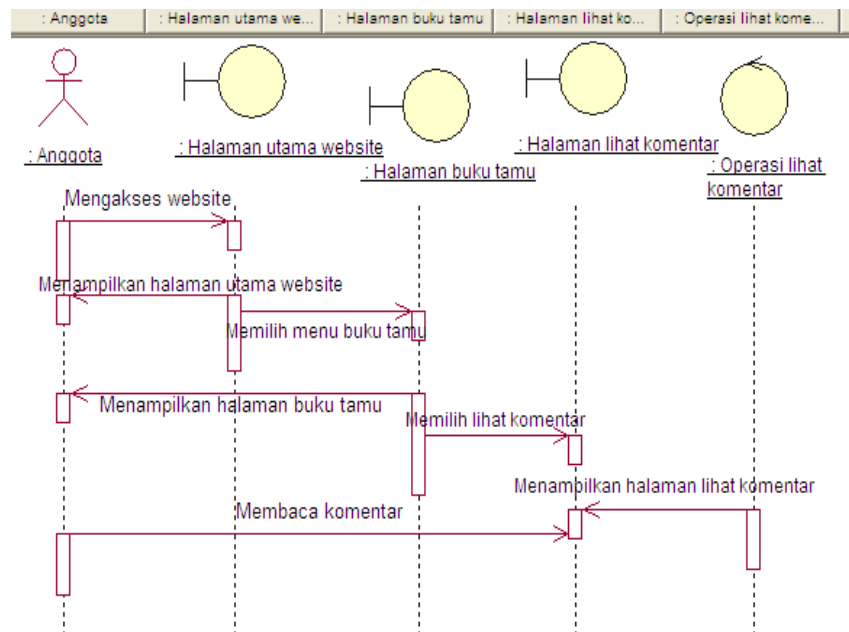 : Anggota
: Halaman utama we...
: Halaman buku tamu
: Halaman lihat ko...
: Operasi lihat kome...
: Anggota
: Halaman utama website
: Halaman buku tamu
: Halaman lihat komentar
: Operasi lihat
komentar
Mengakses website
Menampilkan halaman utama website
Memilih menu buku tamu
Menampilkan halaman buku tamu
Memilih lihat komentar
Menampilkan halaman lihat komentar
Membaca komentar